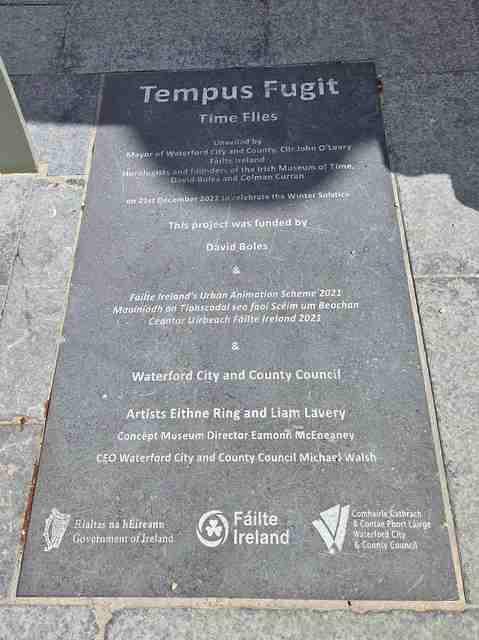 Tempus Fugit
Time Flies
Unveiled by
Mayor of Waterford City and County, Cllr John O'Leary
Fáilte Ireland
Horologists and founders of the Irish Museum of Time,
David Boles and Colman Curran
on 21st December 2022 to celebrate the Winter Solstice
This project was funded by
David Boles
&
Fáilte Ireland's Urban Animation Scheme 2021
Maoiníodh an Tionscadal seo faoi Scéim um Beochan
Ceantar Uirbeach Fáilte Ireland 2021
&
Waterford City and County Council
Artists Eithne Ring and Liam Lavery
Concept Museum Director Eamonn McEneaney
CEO Waterford City and County Council Michael Walsh
Rialtas na hÉireann
Government of Ireland
Fáilte
Ireland
Comhairle Cathrach
& Contae Phort Láirge
Waterford City
& County Council